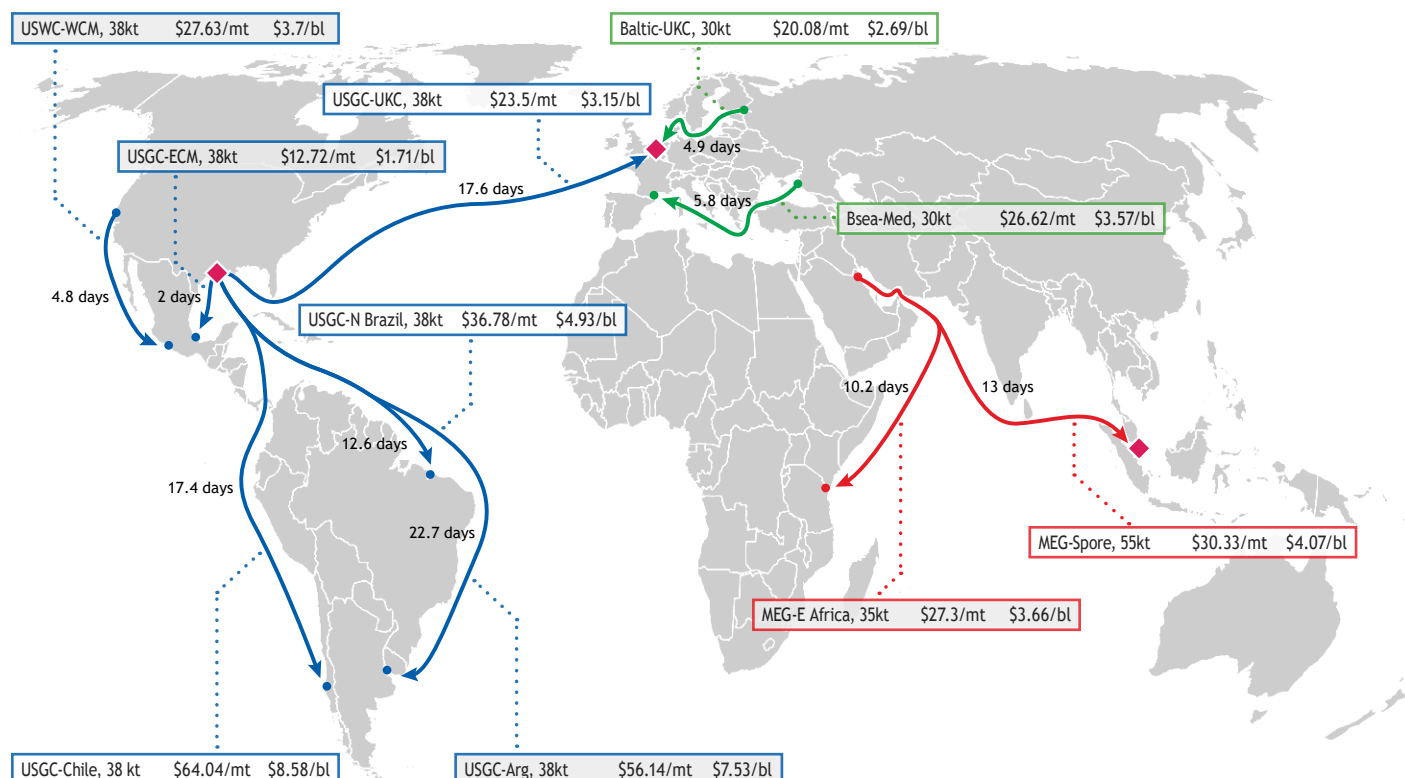 USWC-WCM, 38kt $27.63/mt $3.7/bl
Baltic-UKC, 30kt $20.08/mt $2.69/bl
USGC-UKC, 38kt $23.5/mt $3.15/bl
USGC-ECM, 38kt $12.72/mt $1.71/bl
4.9 days
17.6 days
5.8 days
Bsea-Med, 30kt $26.62/mt $3.57/bl
4.8 days
2 days
USGC-N Brazil, 38kt $36.78/mt $4.93/bl
10.2 days
13 days
12.6 days
17.4 days
22.7 days
MEG-Spore, 55kt $30.33/mt $4.07/bl
MEG-E Africa, 35kt $27.3/mt $3.66/bl
USGC-Chile, 38 kt $64.04/mt $8.58/bl
USGC-Arg, 38kt $56.14/mt $7.53/bl